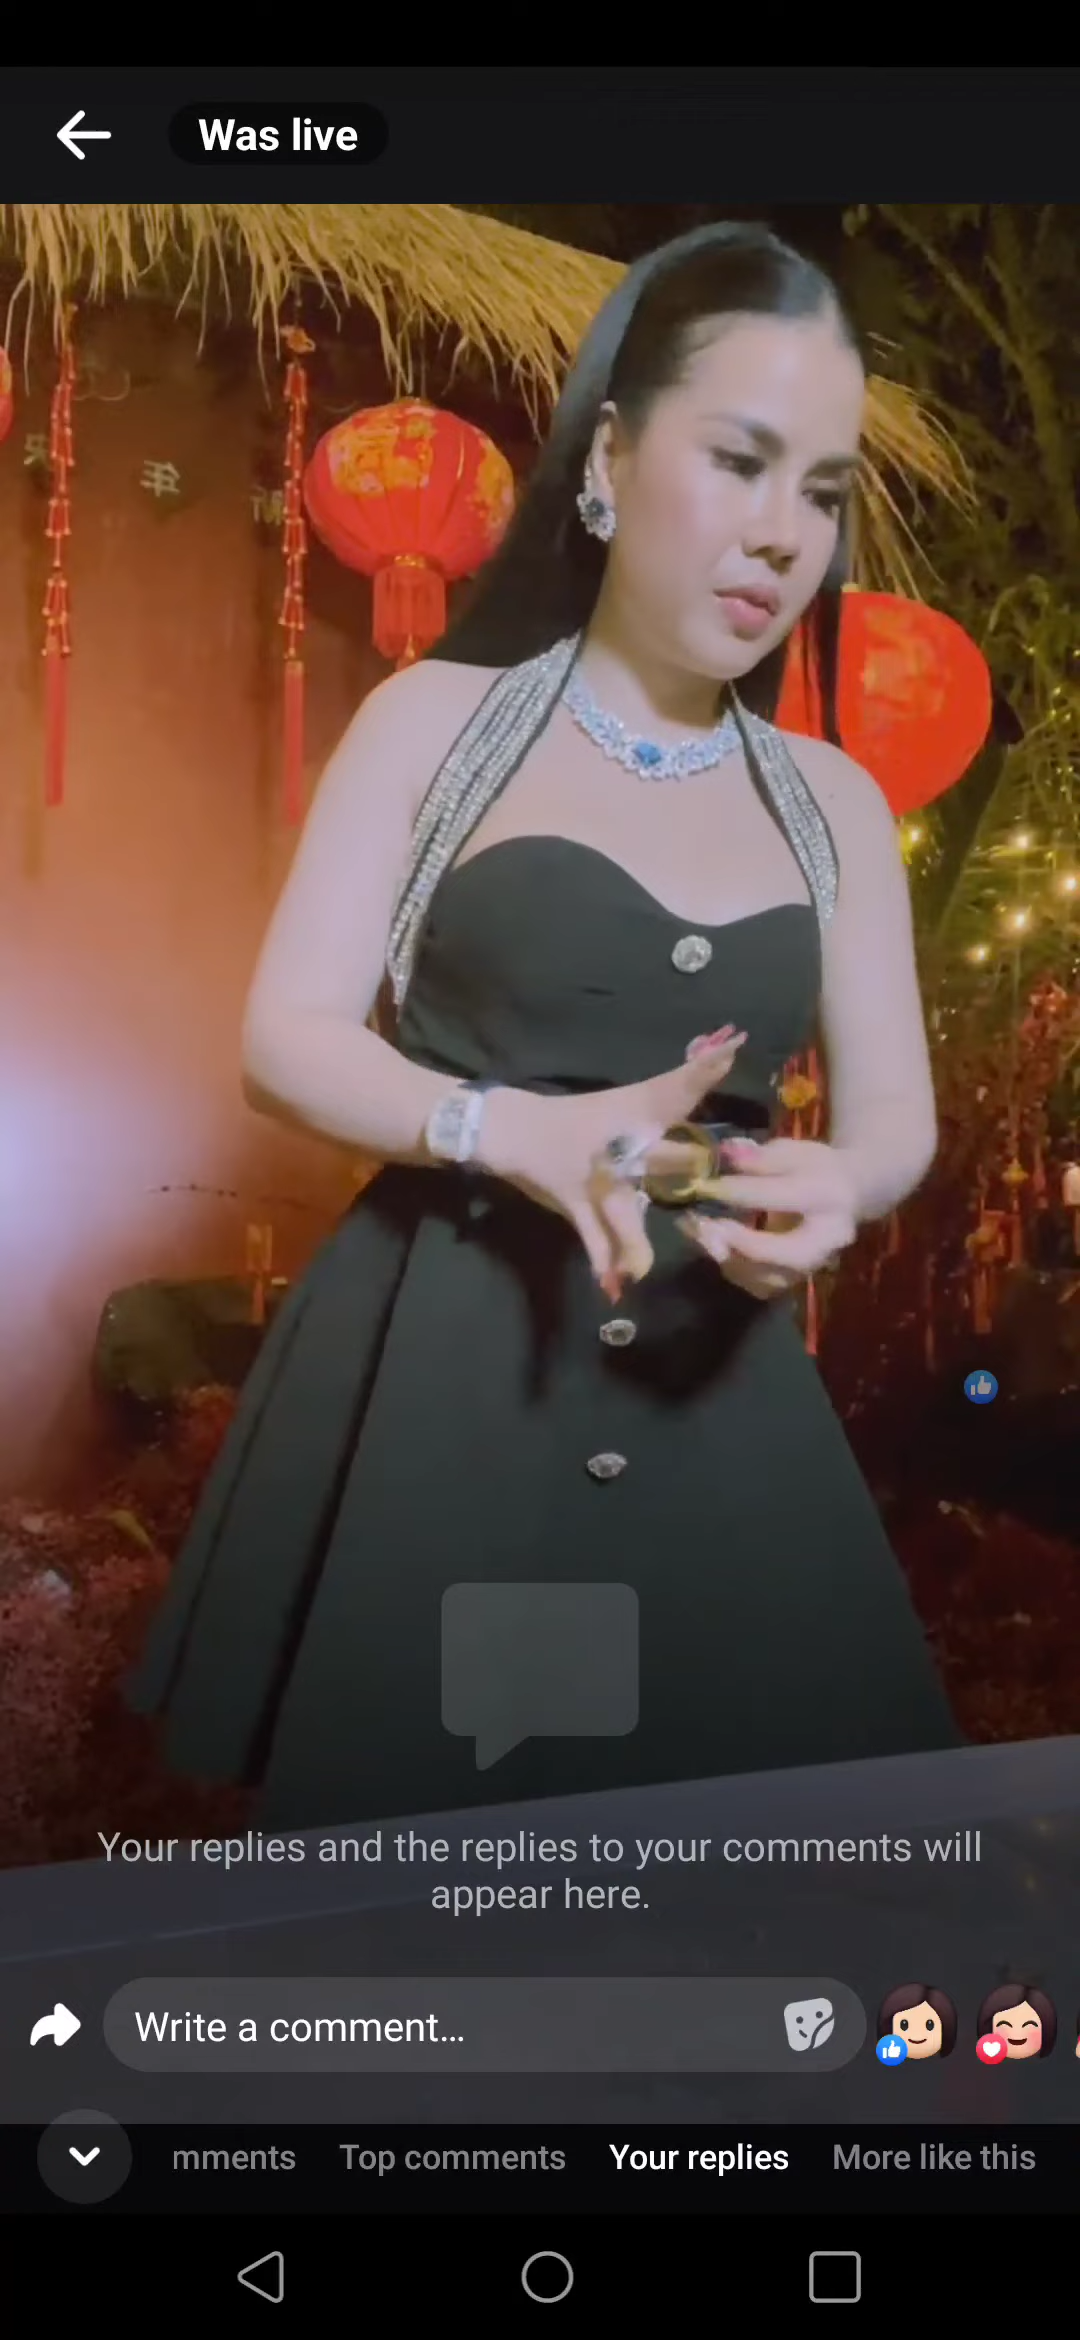 Was live
年
Your replies and the replies to your comments will
appear here.
Write a comment...
mments
Top comments
Your replies
More like this